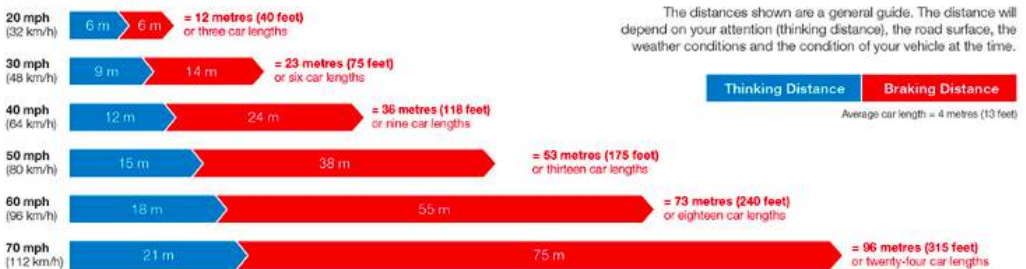 20 mph
(32 km/h)
6 m
6 m
= 12 metres (40 feet)
or three car lengths
The distances shown are a general guide. The distance will
depend on your attention (thinking distance), the road surface, the
weather conditions and the condition of your vehicle at the time.
30 mph
(48 km/h)
9 m
14 m
= 23 metres (75 feet)
or six car lengths
Thinking Distance
Braking Distance
Average car length = 4 metres (13 feet)
40 mph
(64 km/h)
12 m
24 m
= 36 metres (118 feet)
or nine car lengths
50 mph
(80 km/h)
15 m
38 m
= 53 metres (175 feet)
or thirteen car lengths
60 mph
(96 km/h)
18 m
55 m
= 73 metres (240 feet)
or eighteen car lengths
70 mph
(112 km/h)
21 m
75 m
= 96 metres (315 feet)
or twenty-four car lengths